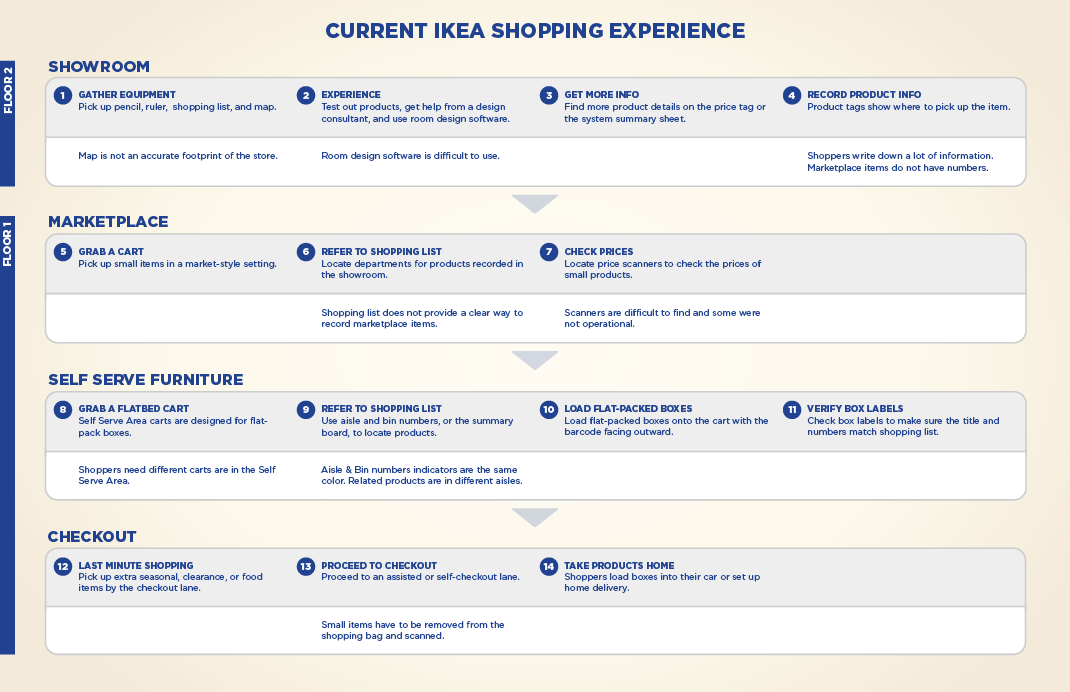 CURRENT IKEA SHOPPING EXPERIENCE
FLOOR 2
SHOWROOM
1
GATHER EQUIPMENT
Pick up pencil, ruler, shopping list, and map.
Map is not an accurate footprint of the store.
2
EXPERIENCE
Test out products, get help from a design
consultant, and use room design software.
Room design software is difficult to use.
3
GET MORE INFO
Find more product details on the price tag or
the system summary sheet.
4
RECORD PRODUCT INFO
Product tags show where to pick up the item.
Shoppers write down a lot of information.
Marketplace items do not have numbers.
FLOOR 1
MARKETPLACE
5
GRAB A CART
Pick up small items in a market-style setting.
6
REFER TO SHOPPING LIST
Locate departments for products recorded in
the showroom.
Shopping list does not provide a clear way to
record marketplace items.
7
CHECK PRICES
Locate price scanners to check the prices of
small products.
Scanners are difficult to find and some were
not operational.
SELF SERVE FURNITURE
8
GRAB A FLATBED CART
Self Serve Area carts are designed for flat-
pack boxes.
Shoppers need different carts are in the Self
Serve Area.
9
REFER TO SHOPPING LIST
Use aisle and bin numbers, or the summary
board, to locate products.
Aisle & Bin numbers indicators are the same
color. Related products are in different aisles.
10
LOAD FLAT-PACKED BOXES
Load flat-packed boxes onto the cart with the
barcode facing outward.
11
VERIFY BOX LABELS
Check box labels to make sure the title and
numbers match shopping list.
CHECKOUT
12
LAST MINUTE SHOPPING
Pick up extra seasonal, clearance, or food
items by the checkout lane.
13
PROCEED TO CHECKOUT
Proceed to an assisted or self-checkout lane.
Small items have to be removed from the
shopping bag and scanned.
14
TAKE PRODUCTS HOME
Shoppers load boxes into their car or set up
home delivery.